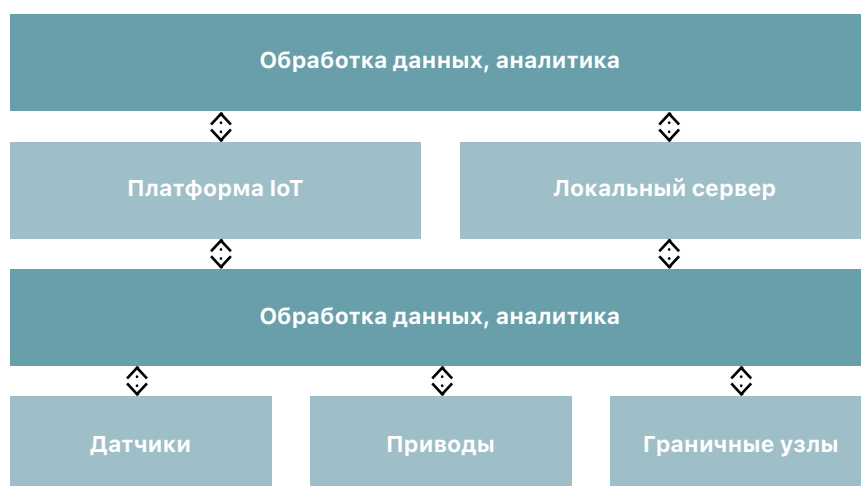 Обработка данных, аналитика
Платформа IoT
Локальный сервер
Обработка данных, аналитика
Датчики
Приводы
Граничные узлы